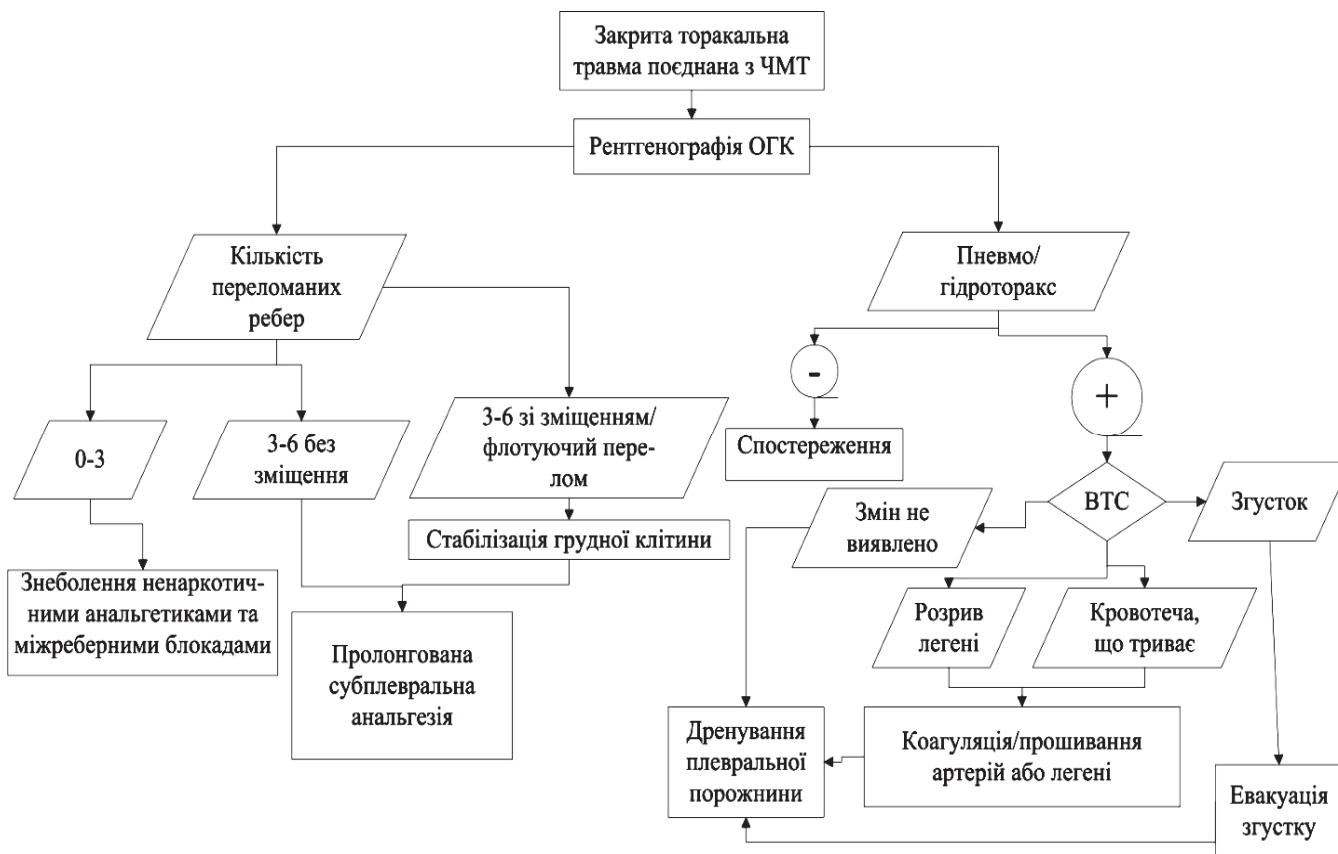 Закрита торакальна
травма поєднана з ЧМТ
Рентгенографія ОГК
Кількість
переломаних
ребер
Пневмо/
гідроторакс
-
+
0-3
3-6 без
зміщення
3-6 зі зміщенням/
флотуючий пере-
лом
Спостереження
ВТС
Згусток
Змін не
виявлено
Стабілізація грудної клітини
Знеболення ненаркотич-
ними анальгетиками та
міжреберними блокадами
Розрив
легені
Кровотеча,
що триває
Пролонгована
субплевральна
анальгезія
Дренування
плевральної
порожнини
Коагуляція/прошивання
артерій або легені
Евакуація
згустку